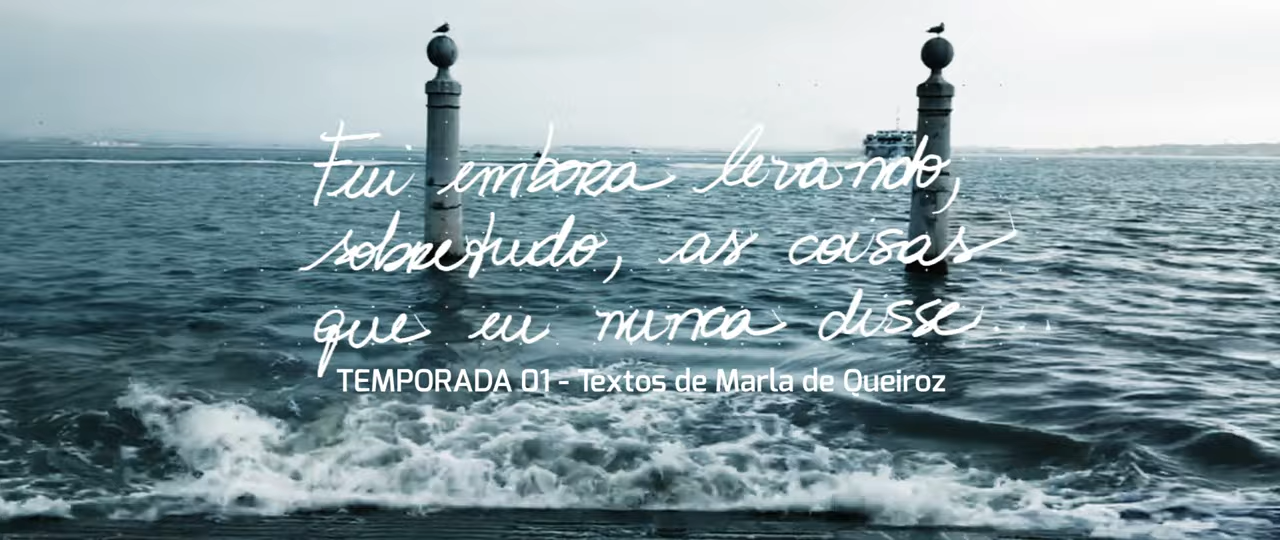 Fui embora levando,
sobretudo, as coisas
que eu nunca disse...
TEMPORADA 01 - Textos de Marla de Queiroz